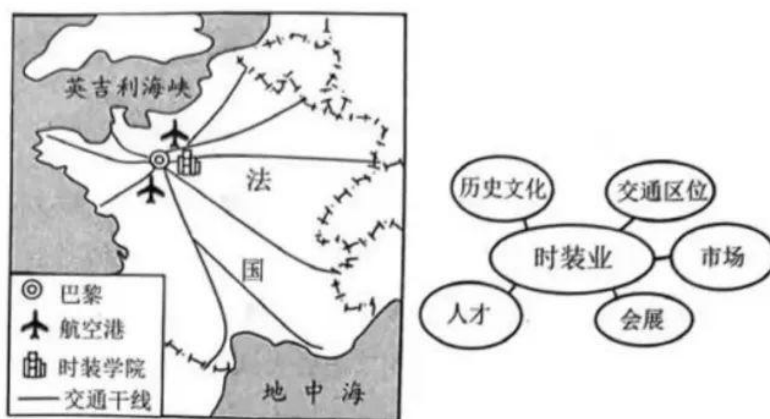 英吉利海峡
法
国
巴黎
航空港
时装学院
交通干线
地中海
历史文化
交通区位
时装业
市场
人才
会展